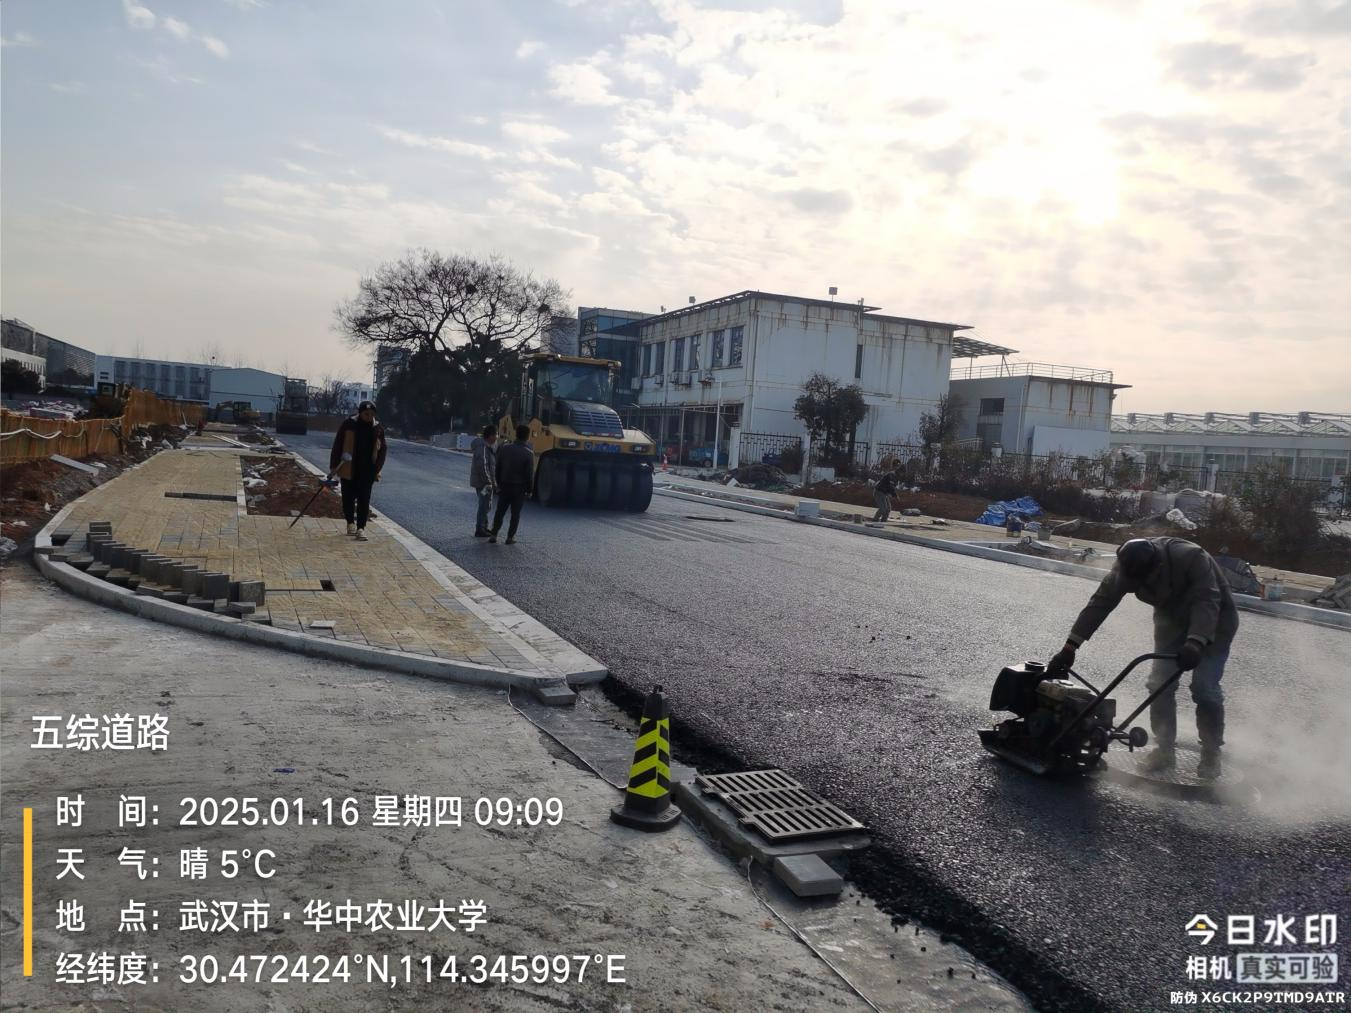 五综道路
时 间：2025.01.16 星期四 09:09
天 气：晴 5°C
地 点：武汉市·华中农业大学
经纬度：30.472424°N,114.345997°E
今日水印
相机 真实可验
防伪 X6CK2P9TMD9ATR